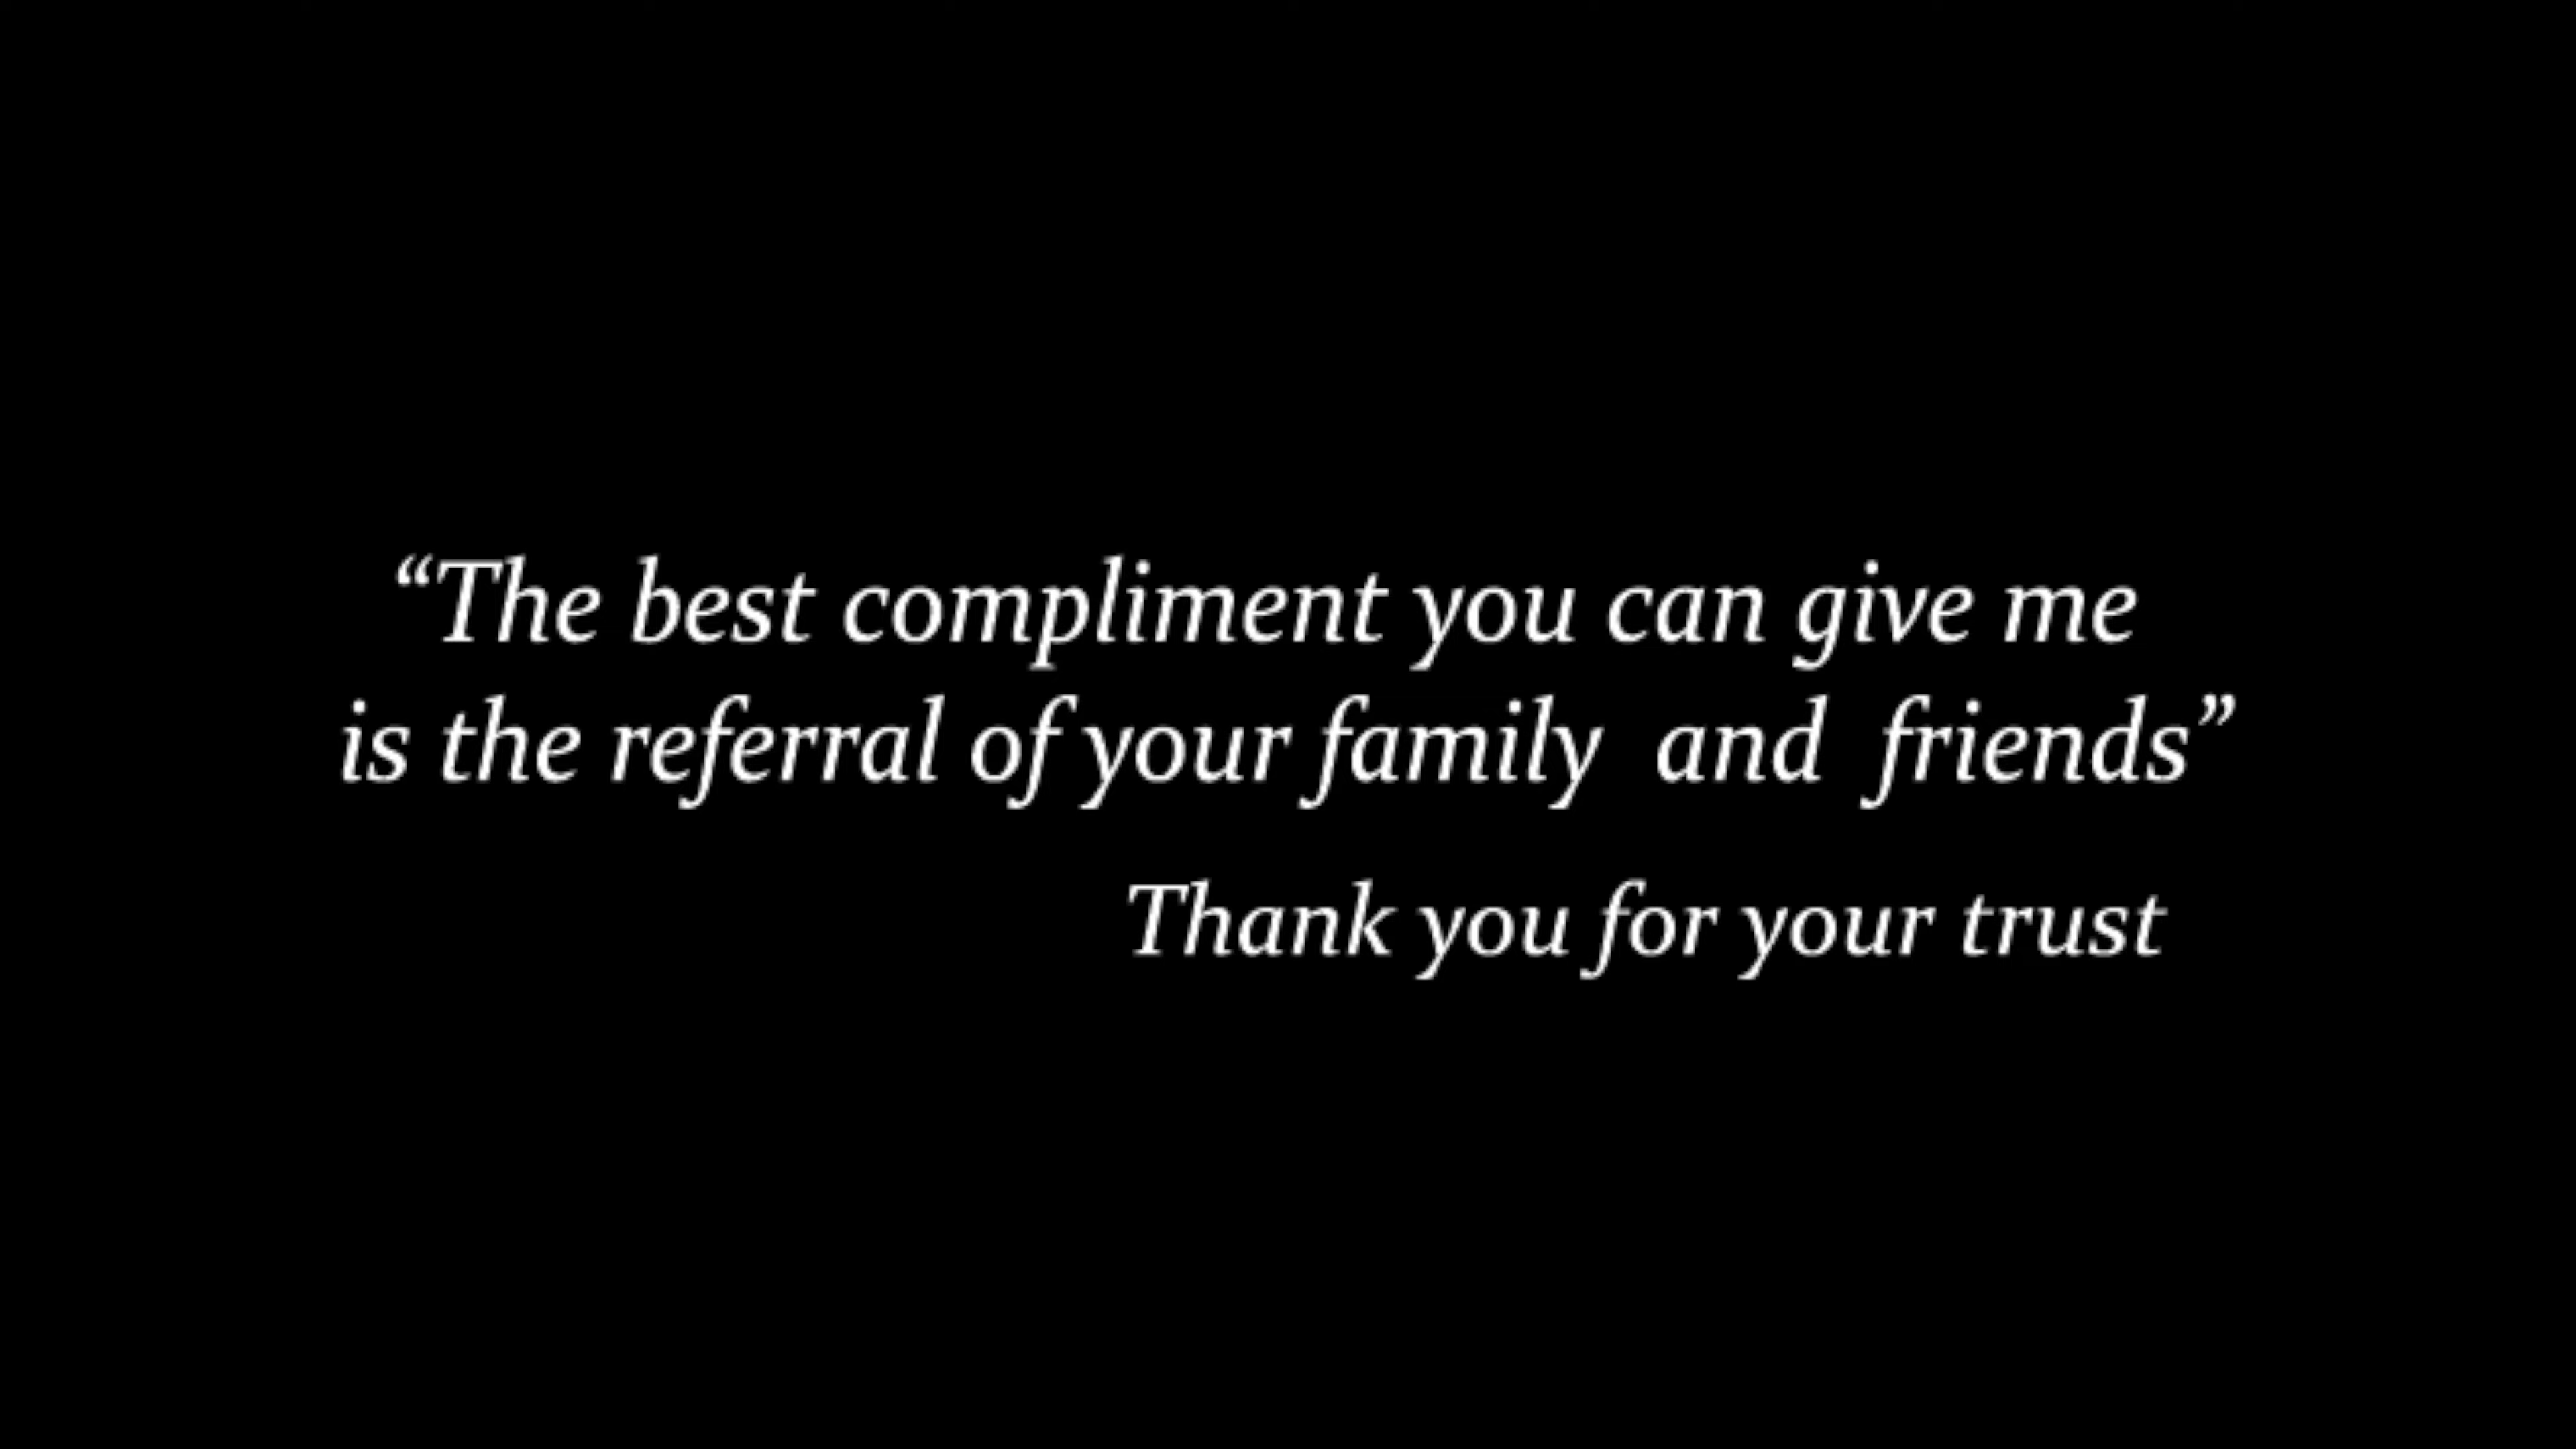 “The best compliment you can give me
is the referral of your family  and  friends”
Thank you for your trust